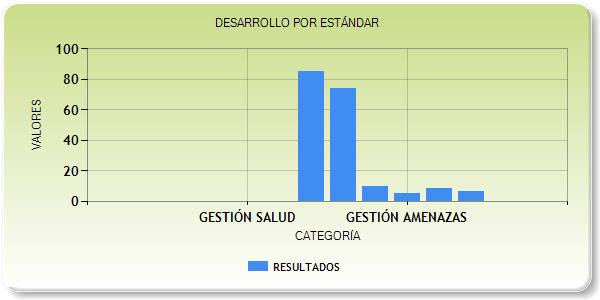 DESARROLLO POR ESTÁNDAR
100
80
60
40
20
0
VALORES
GESTIÓN SALUD GESTIÓN AMENAZAS
CATEGORÍA
RESULTADOS